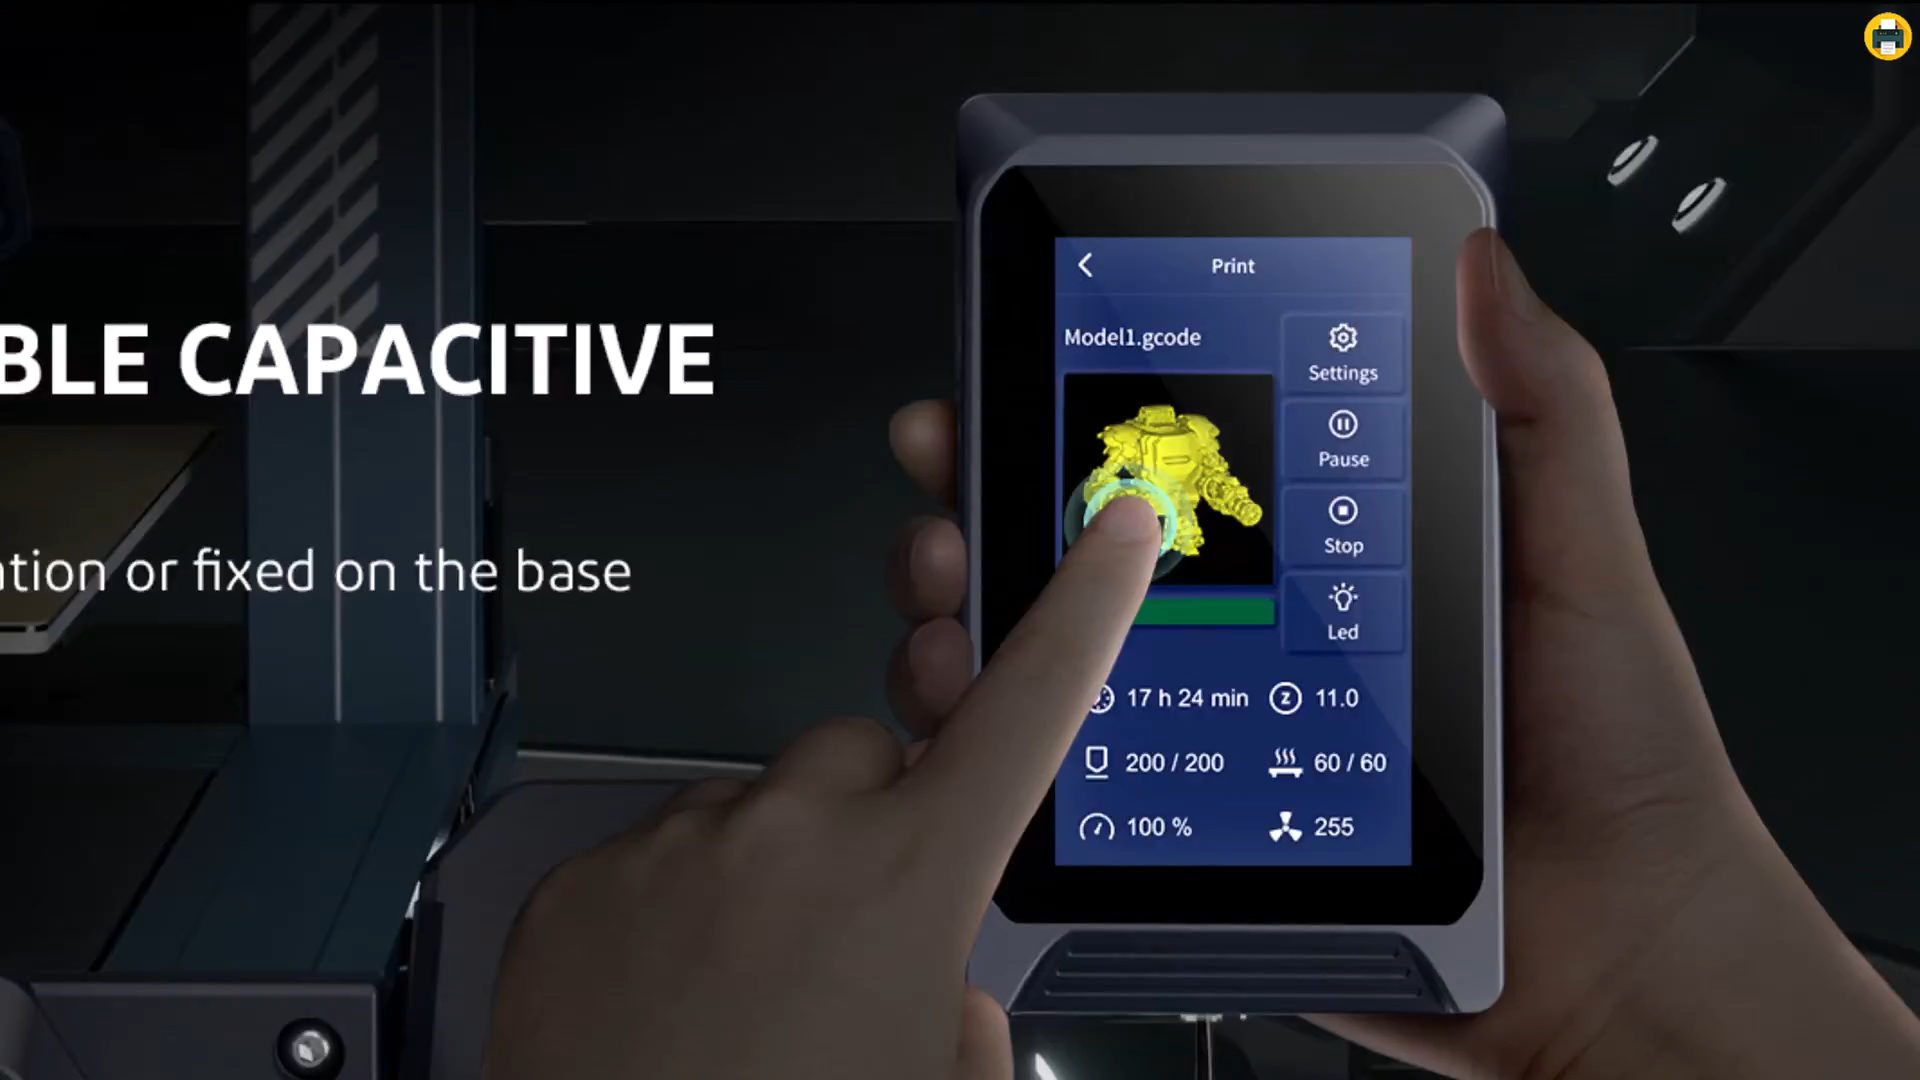 BLE CAPACITIVE
ation or fixed on the base
Print
Model1.gcode
Settings
Pause
Stop
Led
17 h 24 min
Z 11.0
200 / 200
60 / 60
100 %
255